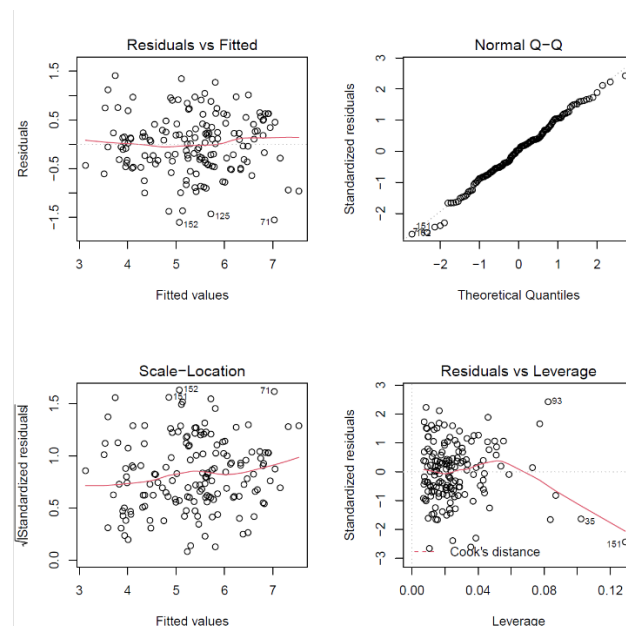 Residuals vs Fitted
Residuals
1.5
0.5
−0.5
−1.5
152
125
71
3 4 5 6 7
Fitted values
Normal Q−Q
Standardized residuals
3
2
1
0
−1
−2
151
−2 −1 0 1 2
Theoretical Quantiles
Scale−Location
√|Standardized residuals|
1.5
1.0
0.5
0.0
152
151
71
3 4 5 6 7
Fitted values
Residuals vs Leverage
Standardized residuals
3
2
1
0
−1
−2
−3
93
35
151
Cook's distance
0.00 0.04 0.08 0.12
Leverage